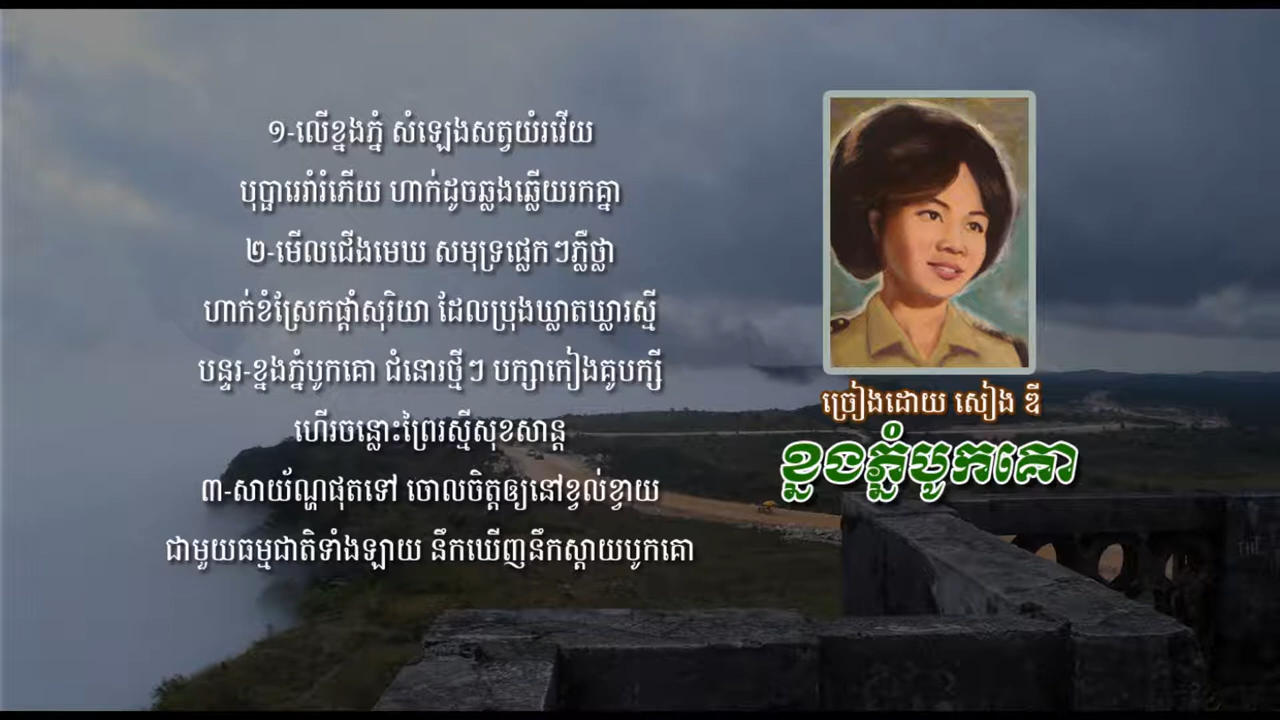 ១-លើខ្នងភ្នំ សំឡេងសត្វយំរងើយ
បុប្ផារេរាំរំភើយ ហាក់ដូចឆ្លងឆ្លើយរកគ្នា
២-មើលជើងមេឃ សមុទ្រផ្លេកៗភ្លឺថ្លា
ហាក់ខំស្រែកផ្ដាំសុរិយា ដែលប្រុងឃ្លាតឃ្លារស្មី
បន្ទរ-ខ្នងភ្នំបូកគោ ជំនោរថ្មីៗ បក្សាកៀងគូបក្សី
ហើរចន្លោះព្រៃរស្មីសុខសាន្ត
៣-សាយ័ណ្ហផុតទៅ ចោលចិត្តឲ្យនៅខ្វល់ខ្វាយ
ជាមួយធម្មជាតិទាំងឡាយ នឹកឃើញនឹកស្ដាយបូកគោ
ច្រៀងដោយ សៀង ឌី
ខ្នងភ្នំបូកគោ